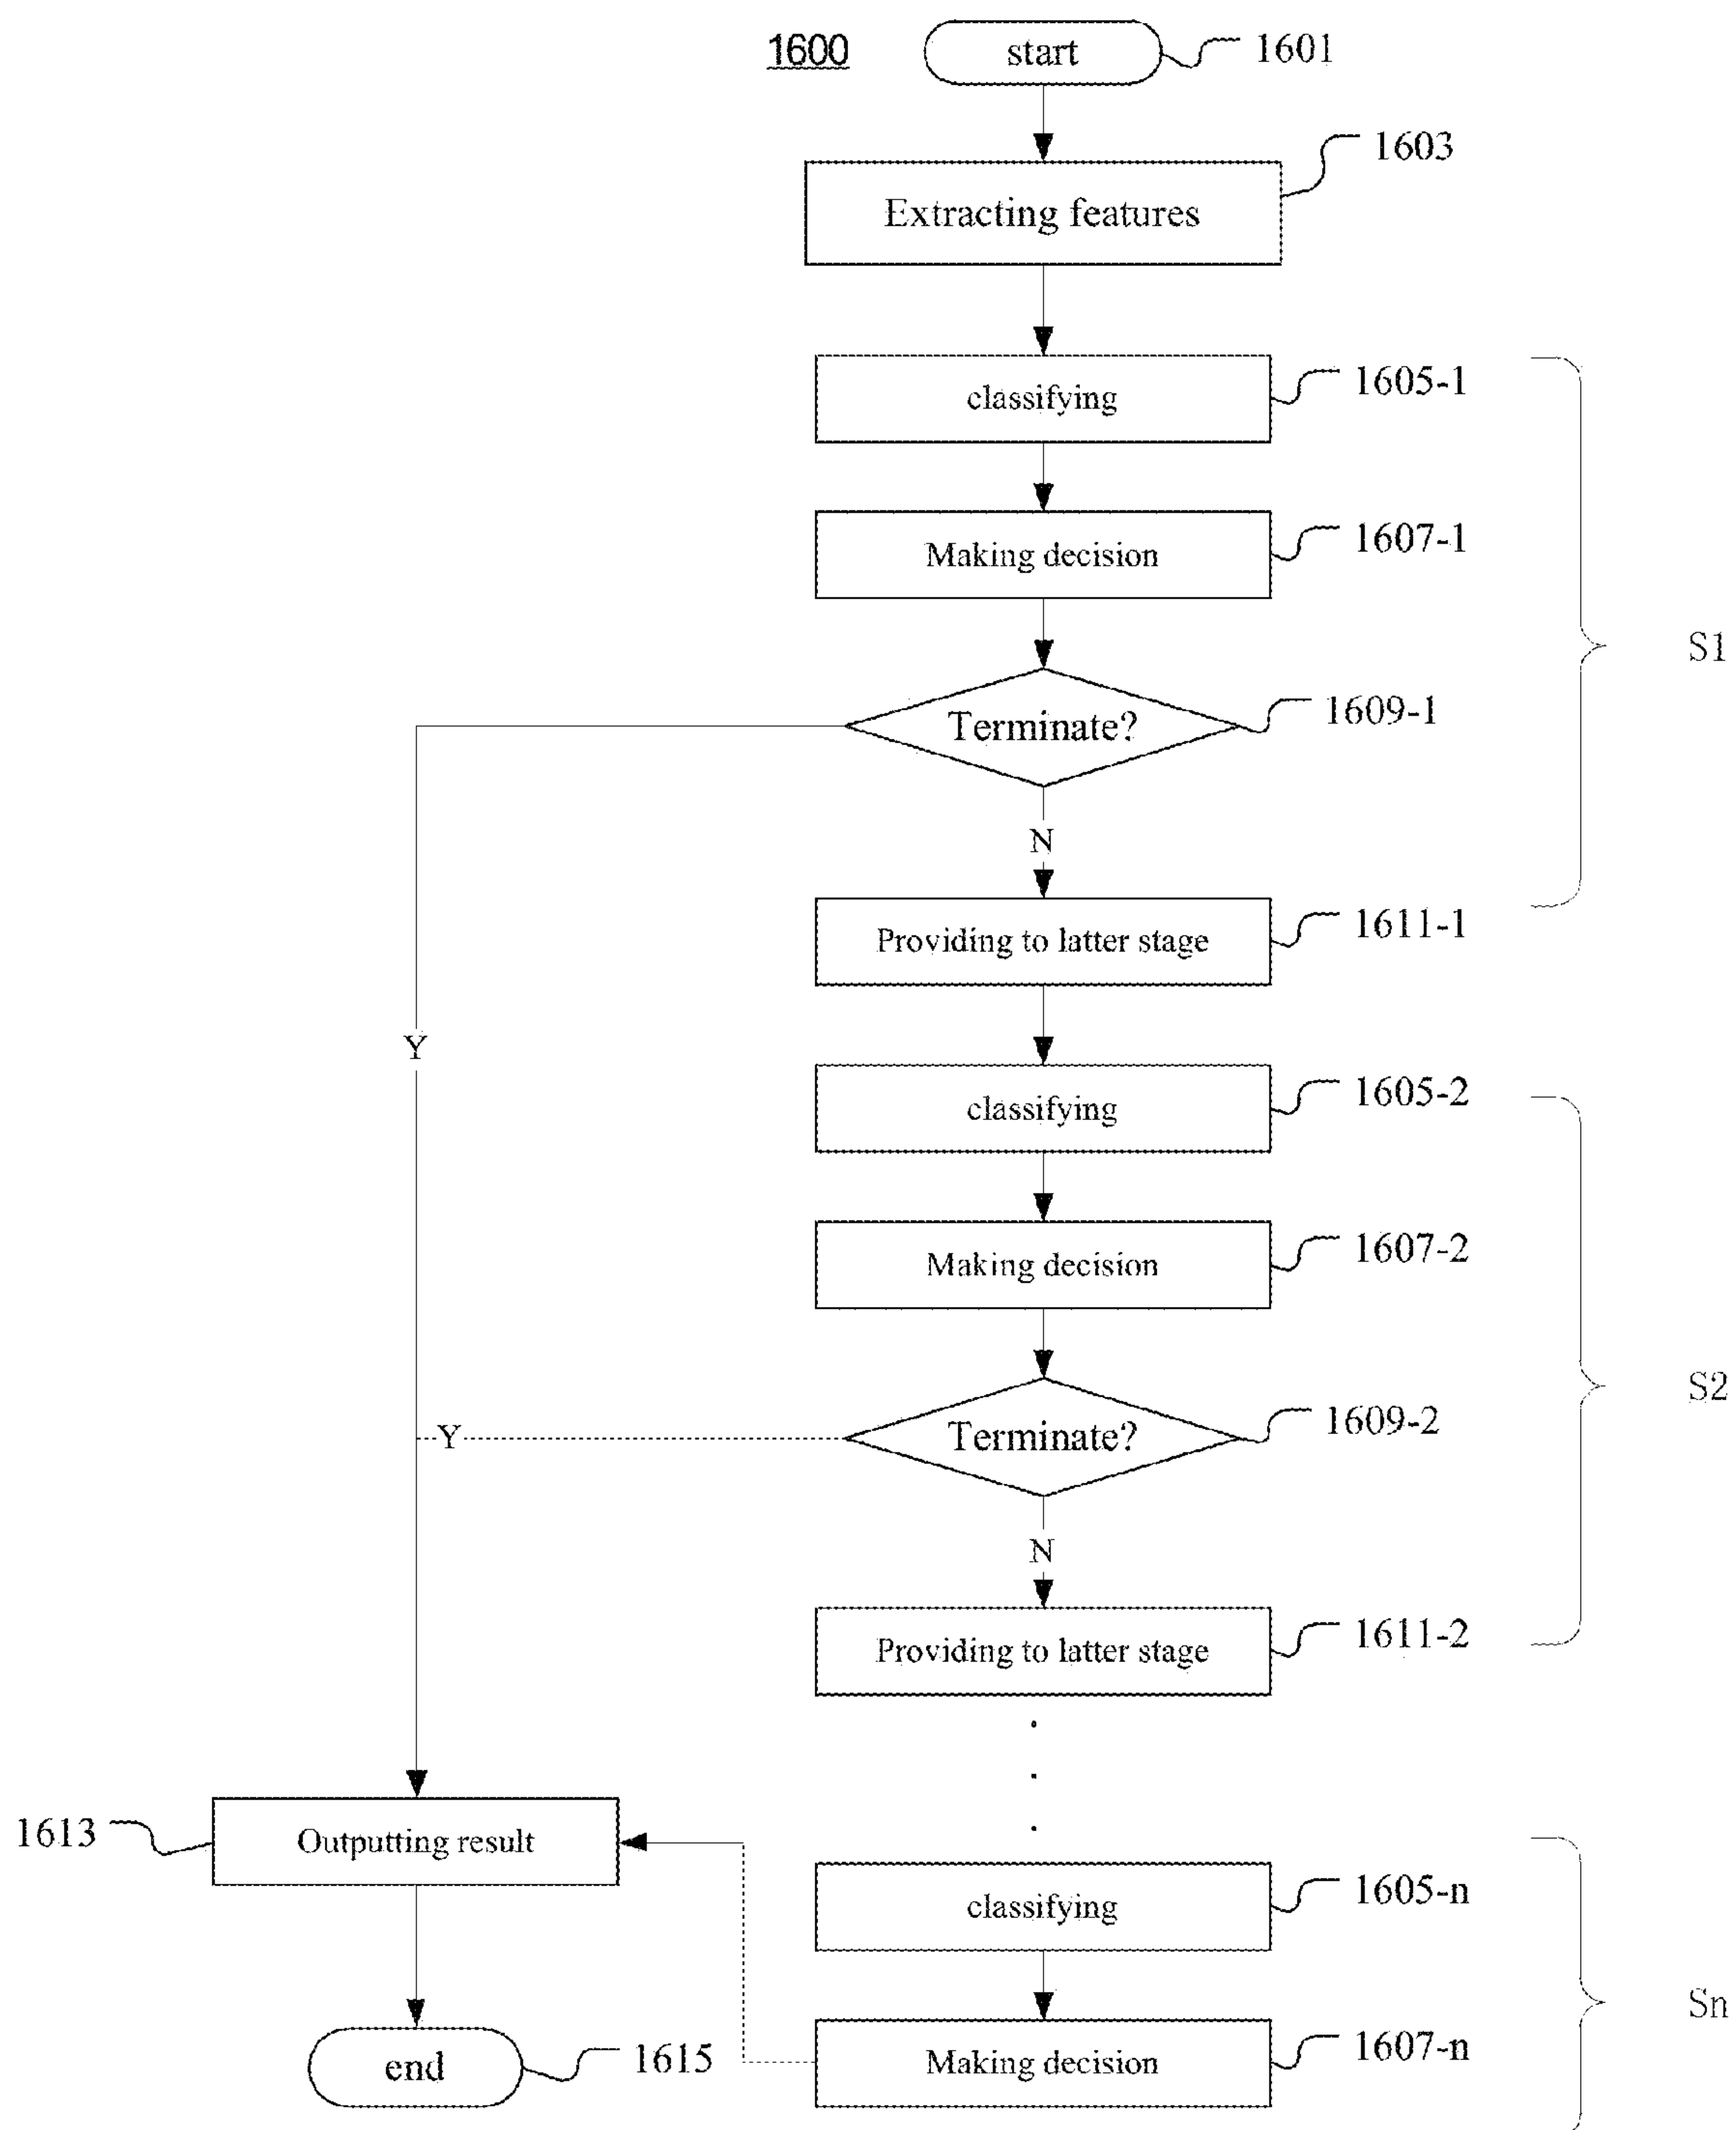 1600
start
1601
1603
Extracting features
1605-1
classifying
1607-1
Making decision
S1
1609-1
Terminate?
N
1611-1
Providing to latter stage
Y
1605-2
classifying
1607-2
Making decision
S2
1609-2
Terminate?
Y
N
1611-2
Providing to latter stage
1613
Outputting result
1605-n
classifying
Sn
1607-n
Making decision
end
1615